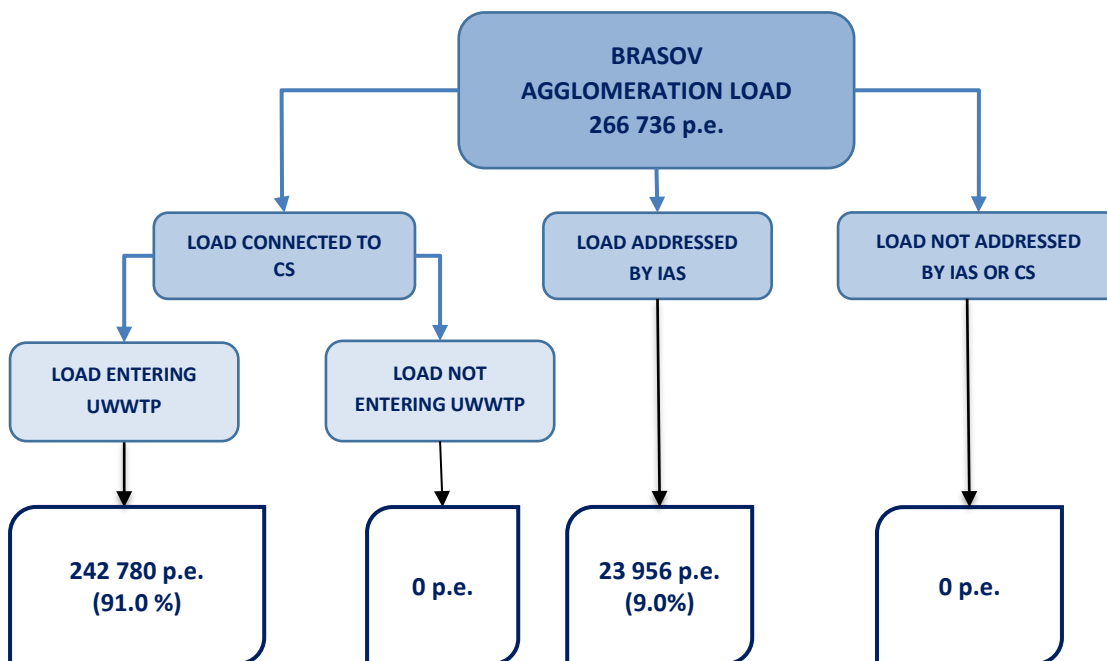 BRASOV
AGGLOMERATION LOAD
266 736 p.e.
LOAD CONNECTED TO
CS
LOAD ADDRESSED
BY IAS
LOAD NOT ADDRESSED
BY IAS OR CS
LOAD ENTERING
UWWTP
LOAD NOT
ENTERING UWWTP
242 780 p.e.
(91.0 %)
0 p.e.
23 956 p.e.
(9.0%)
0 p.e.